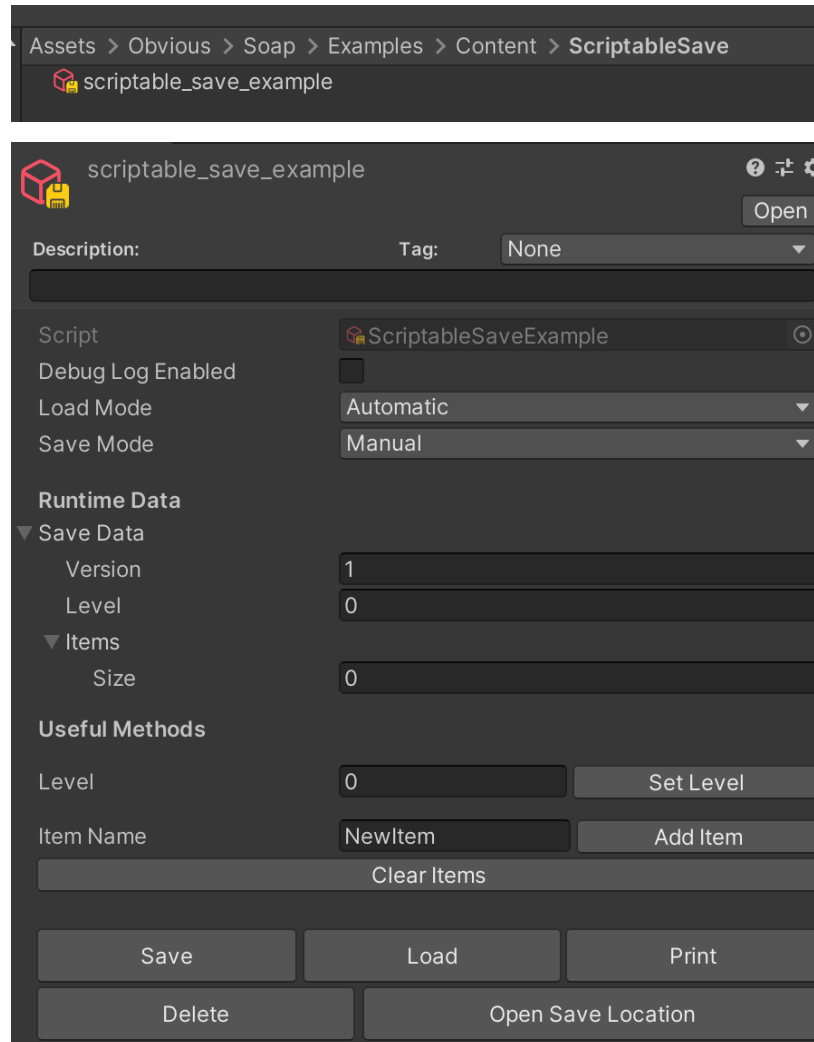 Assets > Obvious > Soap > Examples > Content > ScriptableSave
scriptable_save_example
scriptable_save_example
Open
Description: Tag: None
Script ScriptableSaveExample
Debug Log Enabled
Load Mode Automatic
Save Mode Manual
Runtime Data
Save Data
Version 1
Level 0
Items
Size 0
Useful Methods
Level 0 Set Level
Item Name NewItem Add Item
Clear Items
Save Load Print
Delete Open Save Location